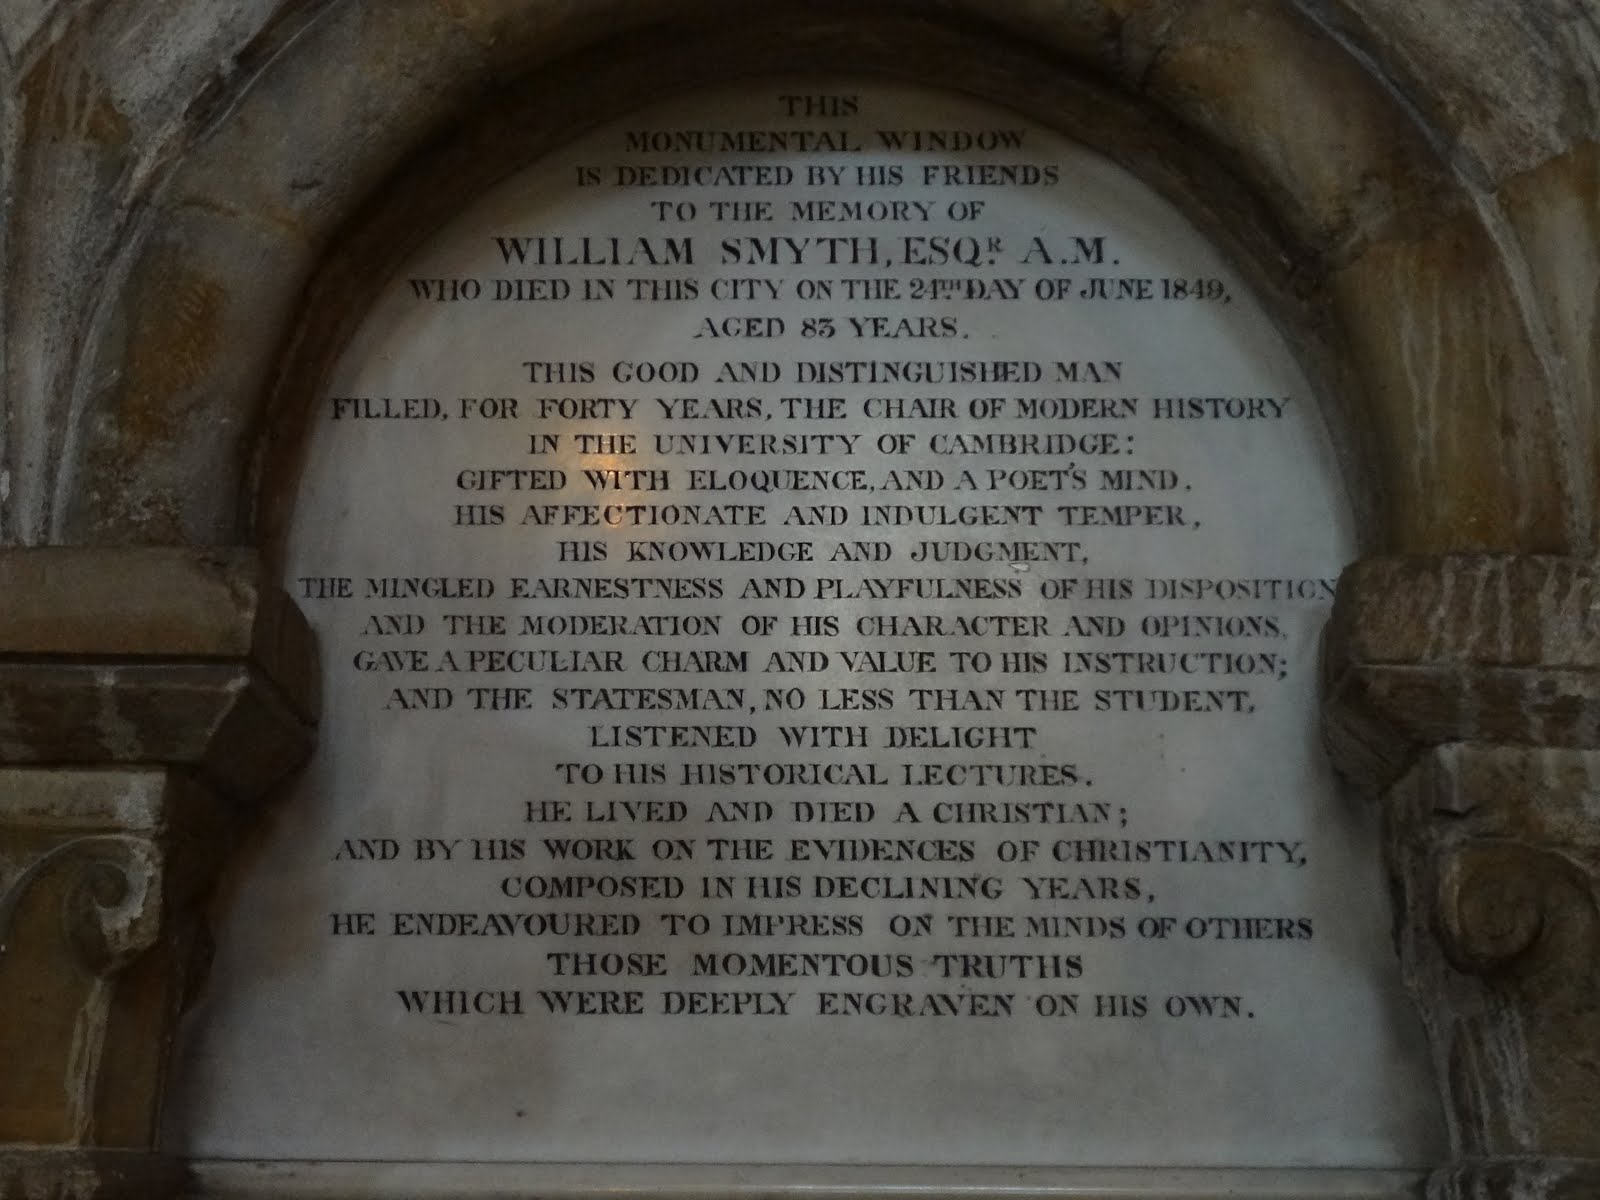 THIS
MONUMENTAL WINDOW
IS DEDICATED BY HIS FRIENDS
TO THE MEMORY OF
WILLIAM SMYTH, ESQR. A.M.
WHO DIED IN THIS CITY ON THE 24TH DAY OF JUNE 1849,
AGED 83 YEARS.
THIS GOOD AND DISTINGUISHED MAN
FILLED, FOR FORTY YEARS, THE CHAIR OF MODERN HISTORY
IN THE UNIVERSITY OF CAMBRIDGE:
GIFTED WITH ELOQUENCE, AND A POET'S MIND.
HIS AFFECTIONATE AND INDULGENT TEMPER,
HIS KNOWLEDGE AND JUDGMENT,
THE MINGLED EARNESTNESS AND PLAYFULNESS OF HIS DISPOSITION
AND THE MODERATION OF HIS CHARACTER AND OPINIONS,
GAVE A PECULIAR CHARM AND VALUE TO HIS INSTRUCTION;
AND THE STATESMAN, NO LESS THAN THE STUDENT,
LISTENED WITH DELIGHT
TO HIS HISTORICAL LECTURES.
HE LIVED AND DIED A CHRISTIAN;
AND BY HIS WORK ON THE EVIDENCES OF CHRISTIANITY,
COMPOSED IN HIS DECLINING YEARS,
HE ENDEAVOURED TO IMPRESS ON THE MINDS OF OTHERS
THOSE MOMENTOUS TRUTHS
WHICH WERE DEEPLY ENGRAVEN ON HIS OWN.